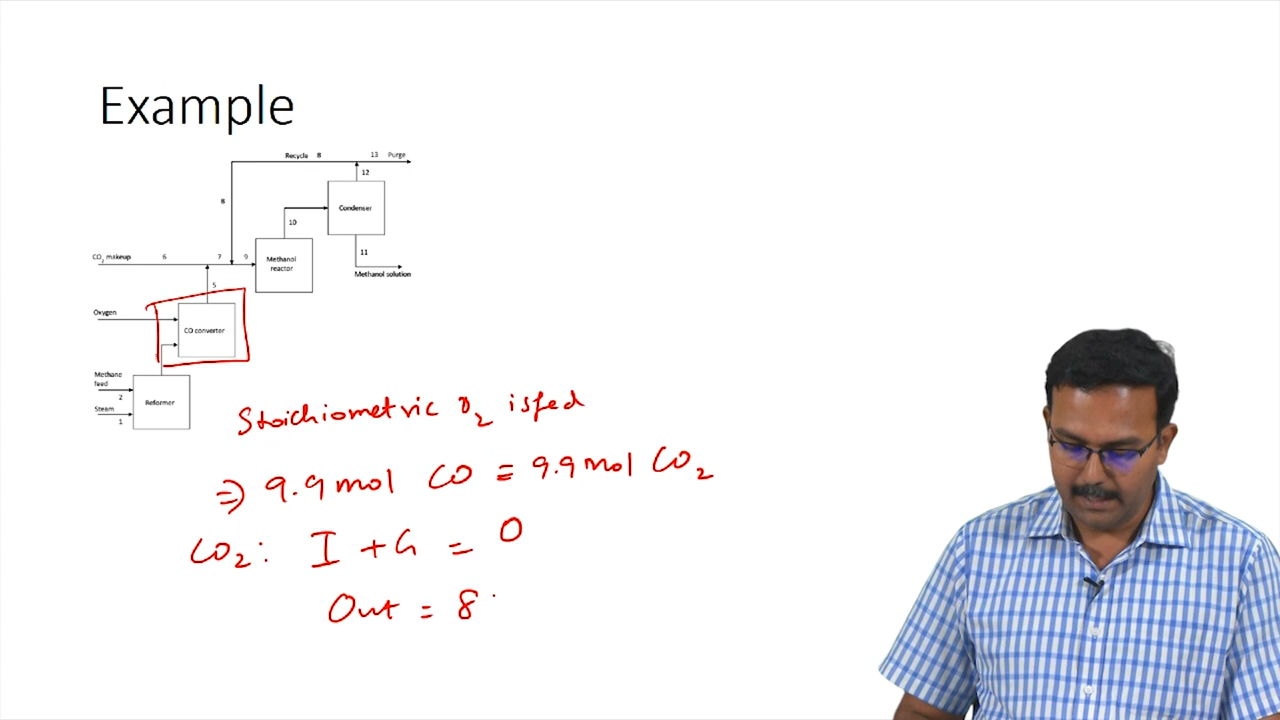 Example
Recycle 8 13 Purge
12
8
Condenser
10
CO2 makeup 6 7 9
Methanol
reactor
11
Methanol solution
5
Oxygen
CO converter
Methane
feed
2
Reformer
Steam
1
Stoichiometric O2 is fed
⇒ 9.9 mol CO ≡ 9.9 mol CO2
CO2: I + G = O
Out = 8.